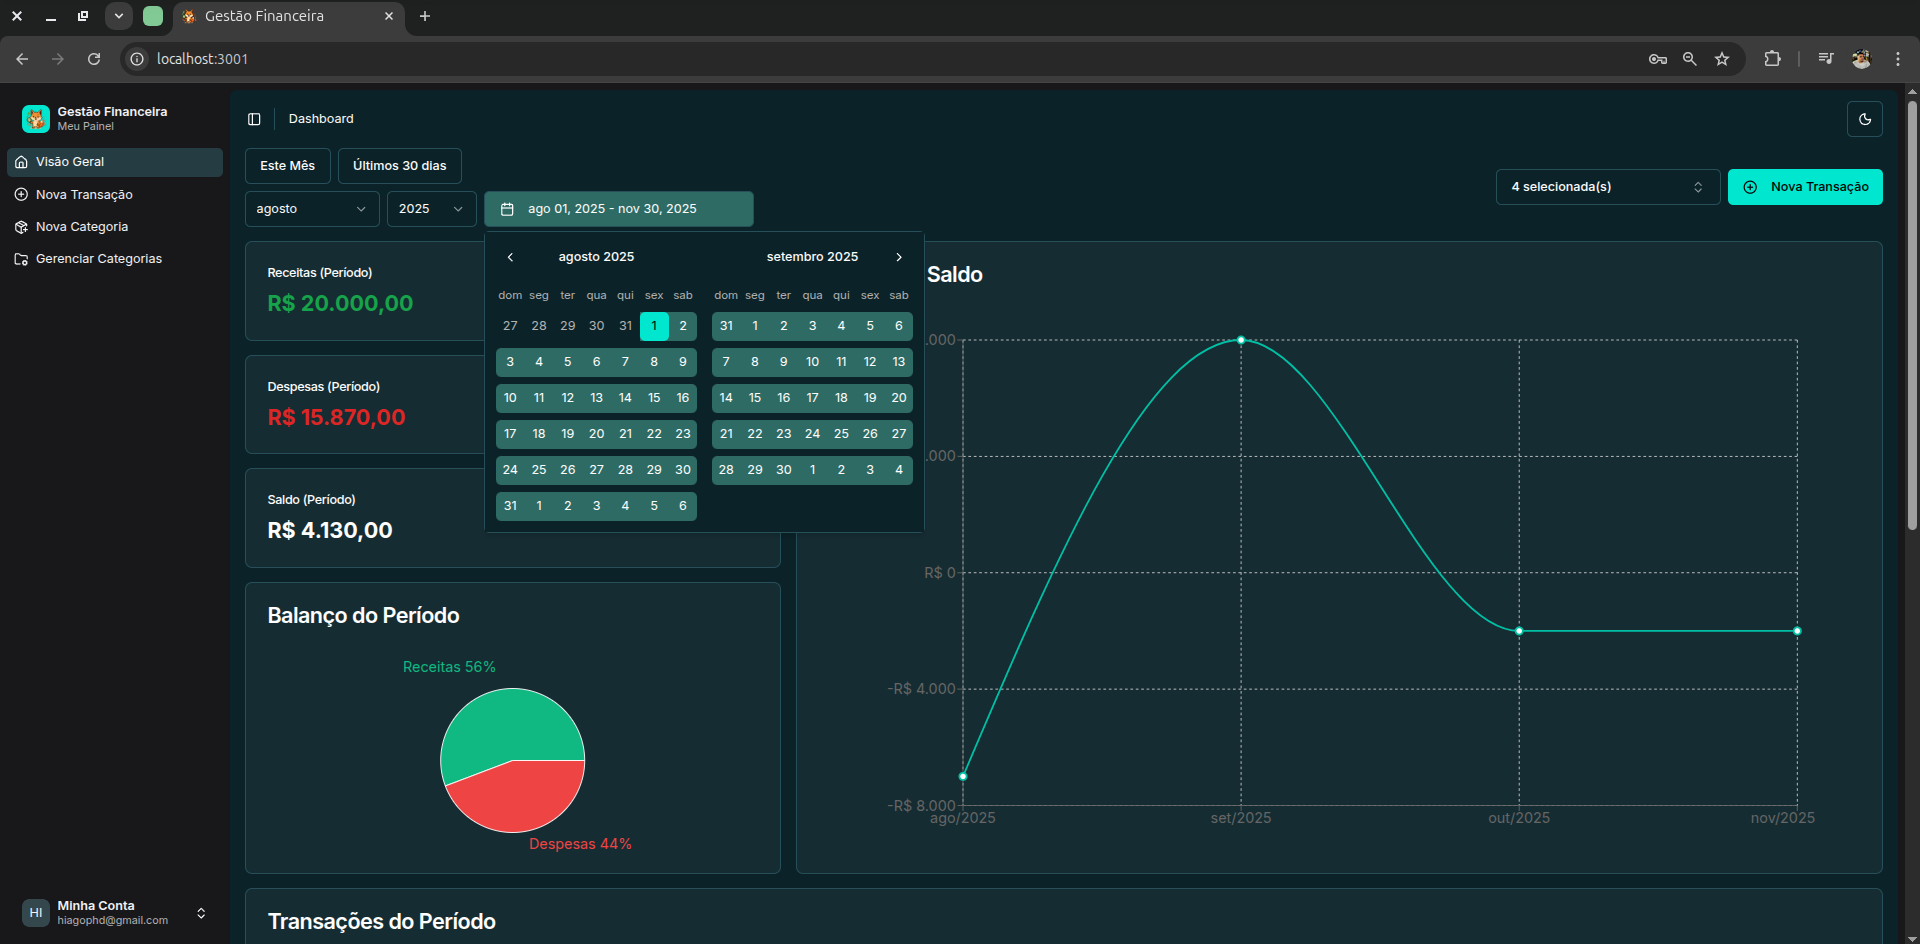 Gestão Financeira
localhost:3001
Gestão Financeira
Meu Painel
Visão Geral
Nova Transação
Nova Categoria
Gerenciar Categorias
HI
Minha Conta
hiagophd@gmail.com
Dashboard
Este Mês
Últimos 30 dias
agosto
2025
ago 01, 2025 - nov 30, 2025
4 selecionada(s)
Nova Transação
agosto 2025
dom seg ter qua qui sex sab
27 28 29 30 31 1 2
3 4 5 6 7 8 9
10 11 12 13 14 15 16
17 18 19 20 21 22 23
24 25 26 27 28 29 30
31 1 2 3 4 5 6
setembro 2025
dom seg ter qua qui sex sab
31 1 2 3 4 5 6
7 8 9 10 11 12 13
14 15 16 17 18 19 20
21 22 23 24 25 26 27
28 29 30 1 2 3 4
Receitas (Período)
R$ 20.000,00
Despesas (Período)
R$ 15.870,00
Saldo (Período)
R$ 4.130,00
Balanço do Período
Receitas 56%
Despesas 44%
Saldo
.000
.000
R$ 0
-R$ 4.000
-R$ 8.000
ago/2025
set/2025
out/2025
nov/2025
Transações do Período